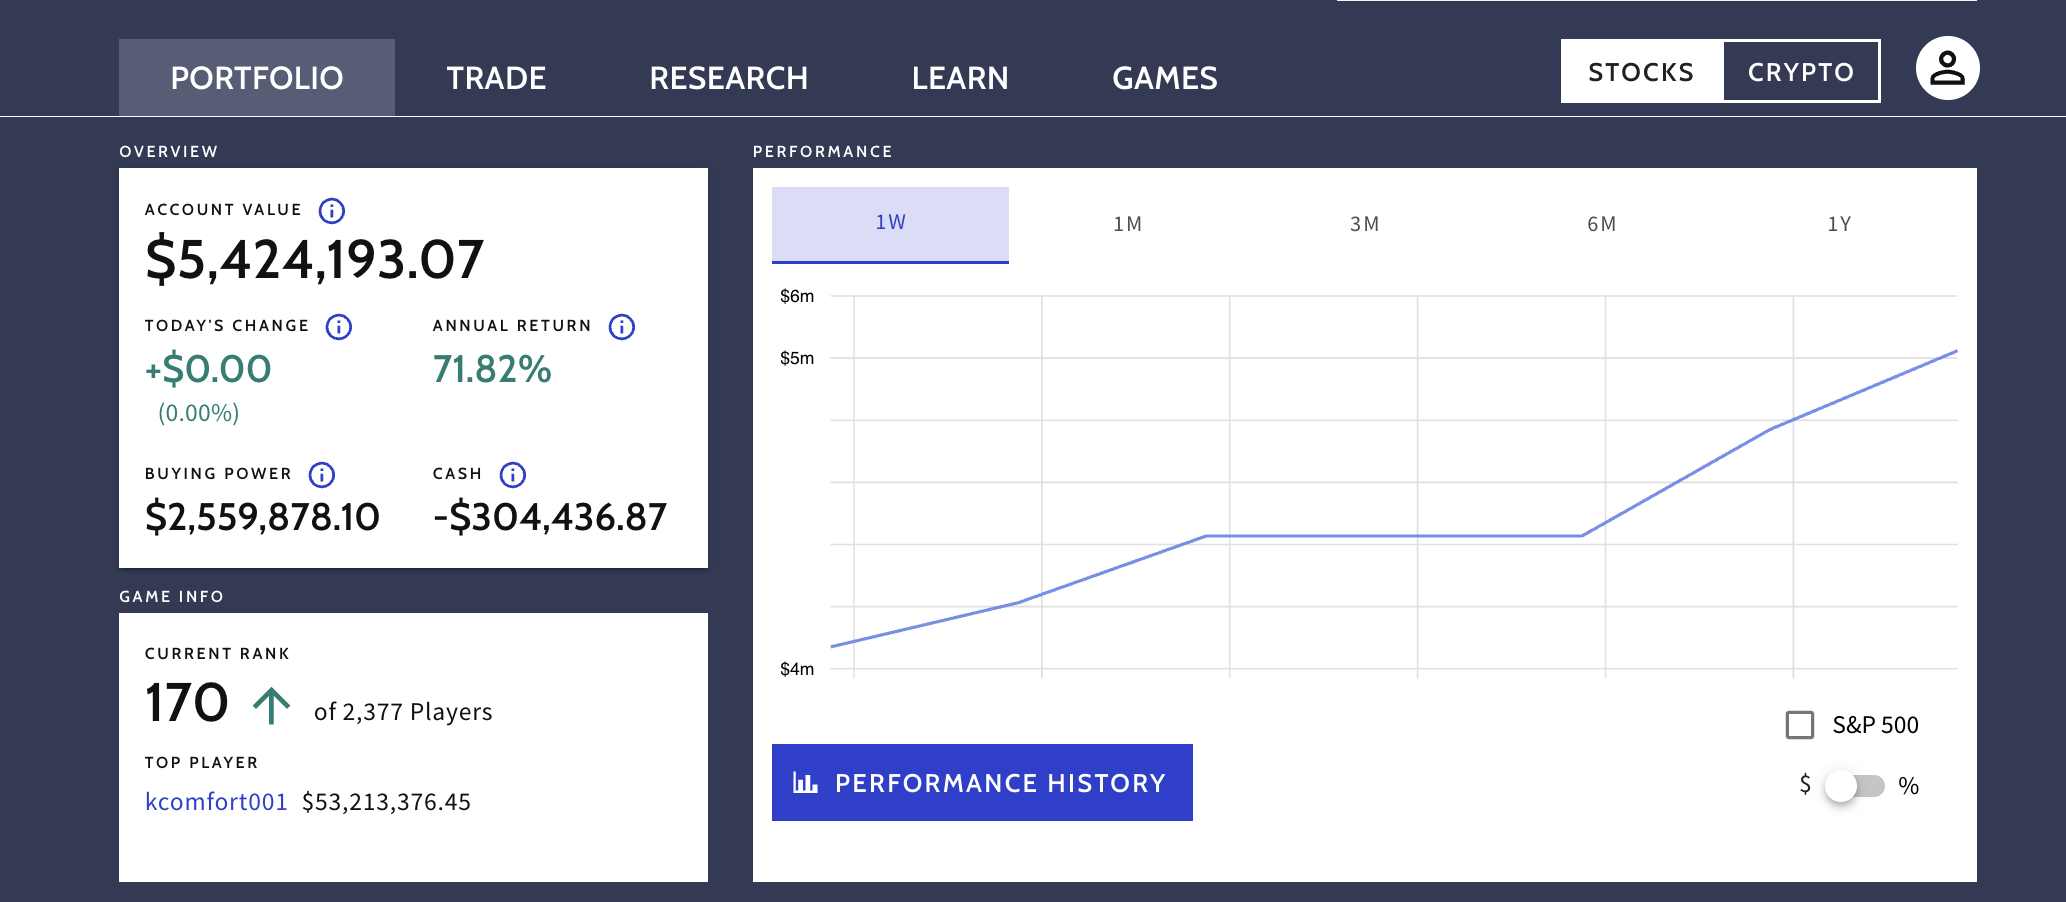 PORTFOLIO TRADE RESEARCH LEARN GAMES STOCKS CRYPTO
OVERVIEW
ACCOUNT VALUE
$5,424,193.07
TODAY'S CHANGE ANNUAL RETURN
+$0.00 71.82%
(0.00%)
BUYING POWER CASH
$2,559,878.10 -$304,436.87
GAME INFO
CURRENT RANK
170 of 2,377 Players
TOP PLAYER
kcomfort001 $53,213,376.45
PERFORMANCE
1W 1M 3M 6M 1Y
$6m
$5m
$4m
S&P 500
$ %
PERFORMANCE HISTORY